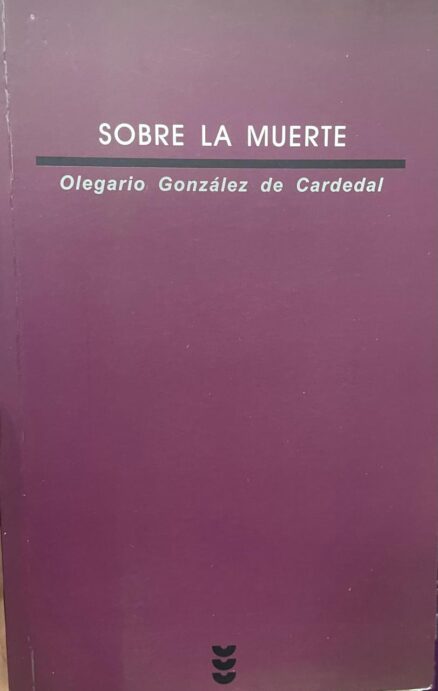 SOBRE LA MUERTE
Olegario González de Cardedal